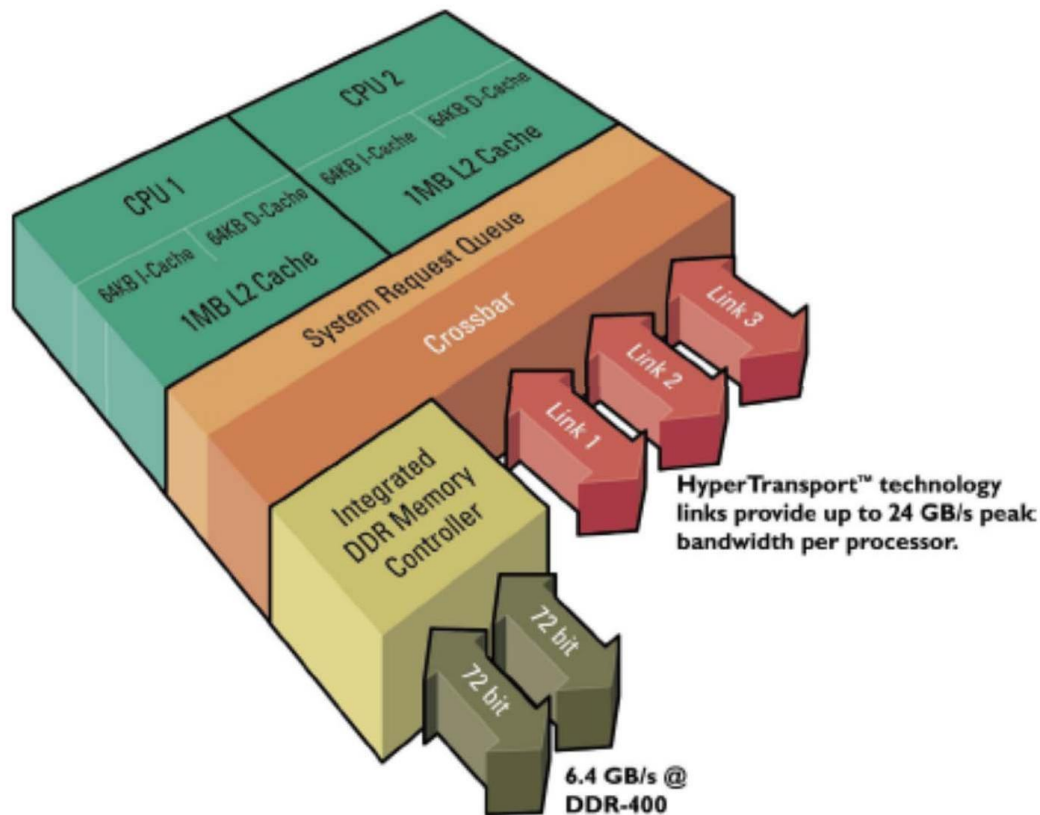 CPU 1
64KB I-Cache
64KB D-Cache
1MB L2 Cache
CPU 2
64KB I-Cache
64KB D-Cache
1MB L2 Cache
System Request Queue
Crossbar
Link 1
Link 2
Link 3
HyperTransport™ technology
links provide up to 24 GB/s peak
bandwidth per processor.
Integrated
DDR Memory
Controller
72 bit
72 bit
6.4 GB/s @
DDR-400